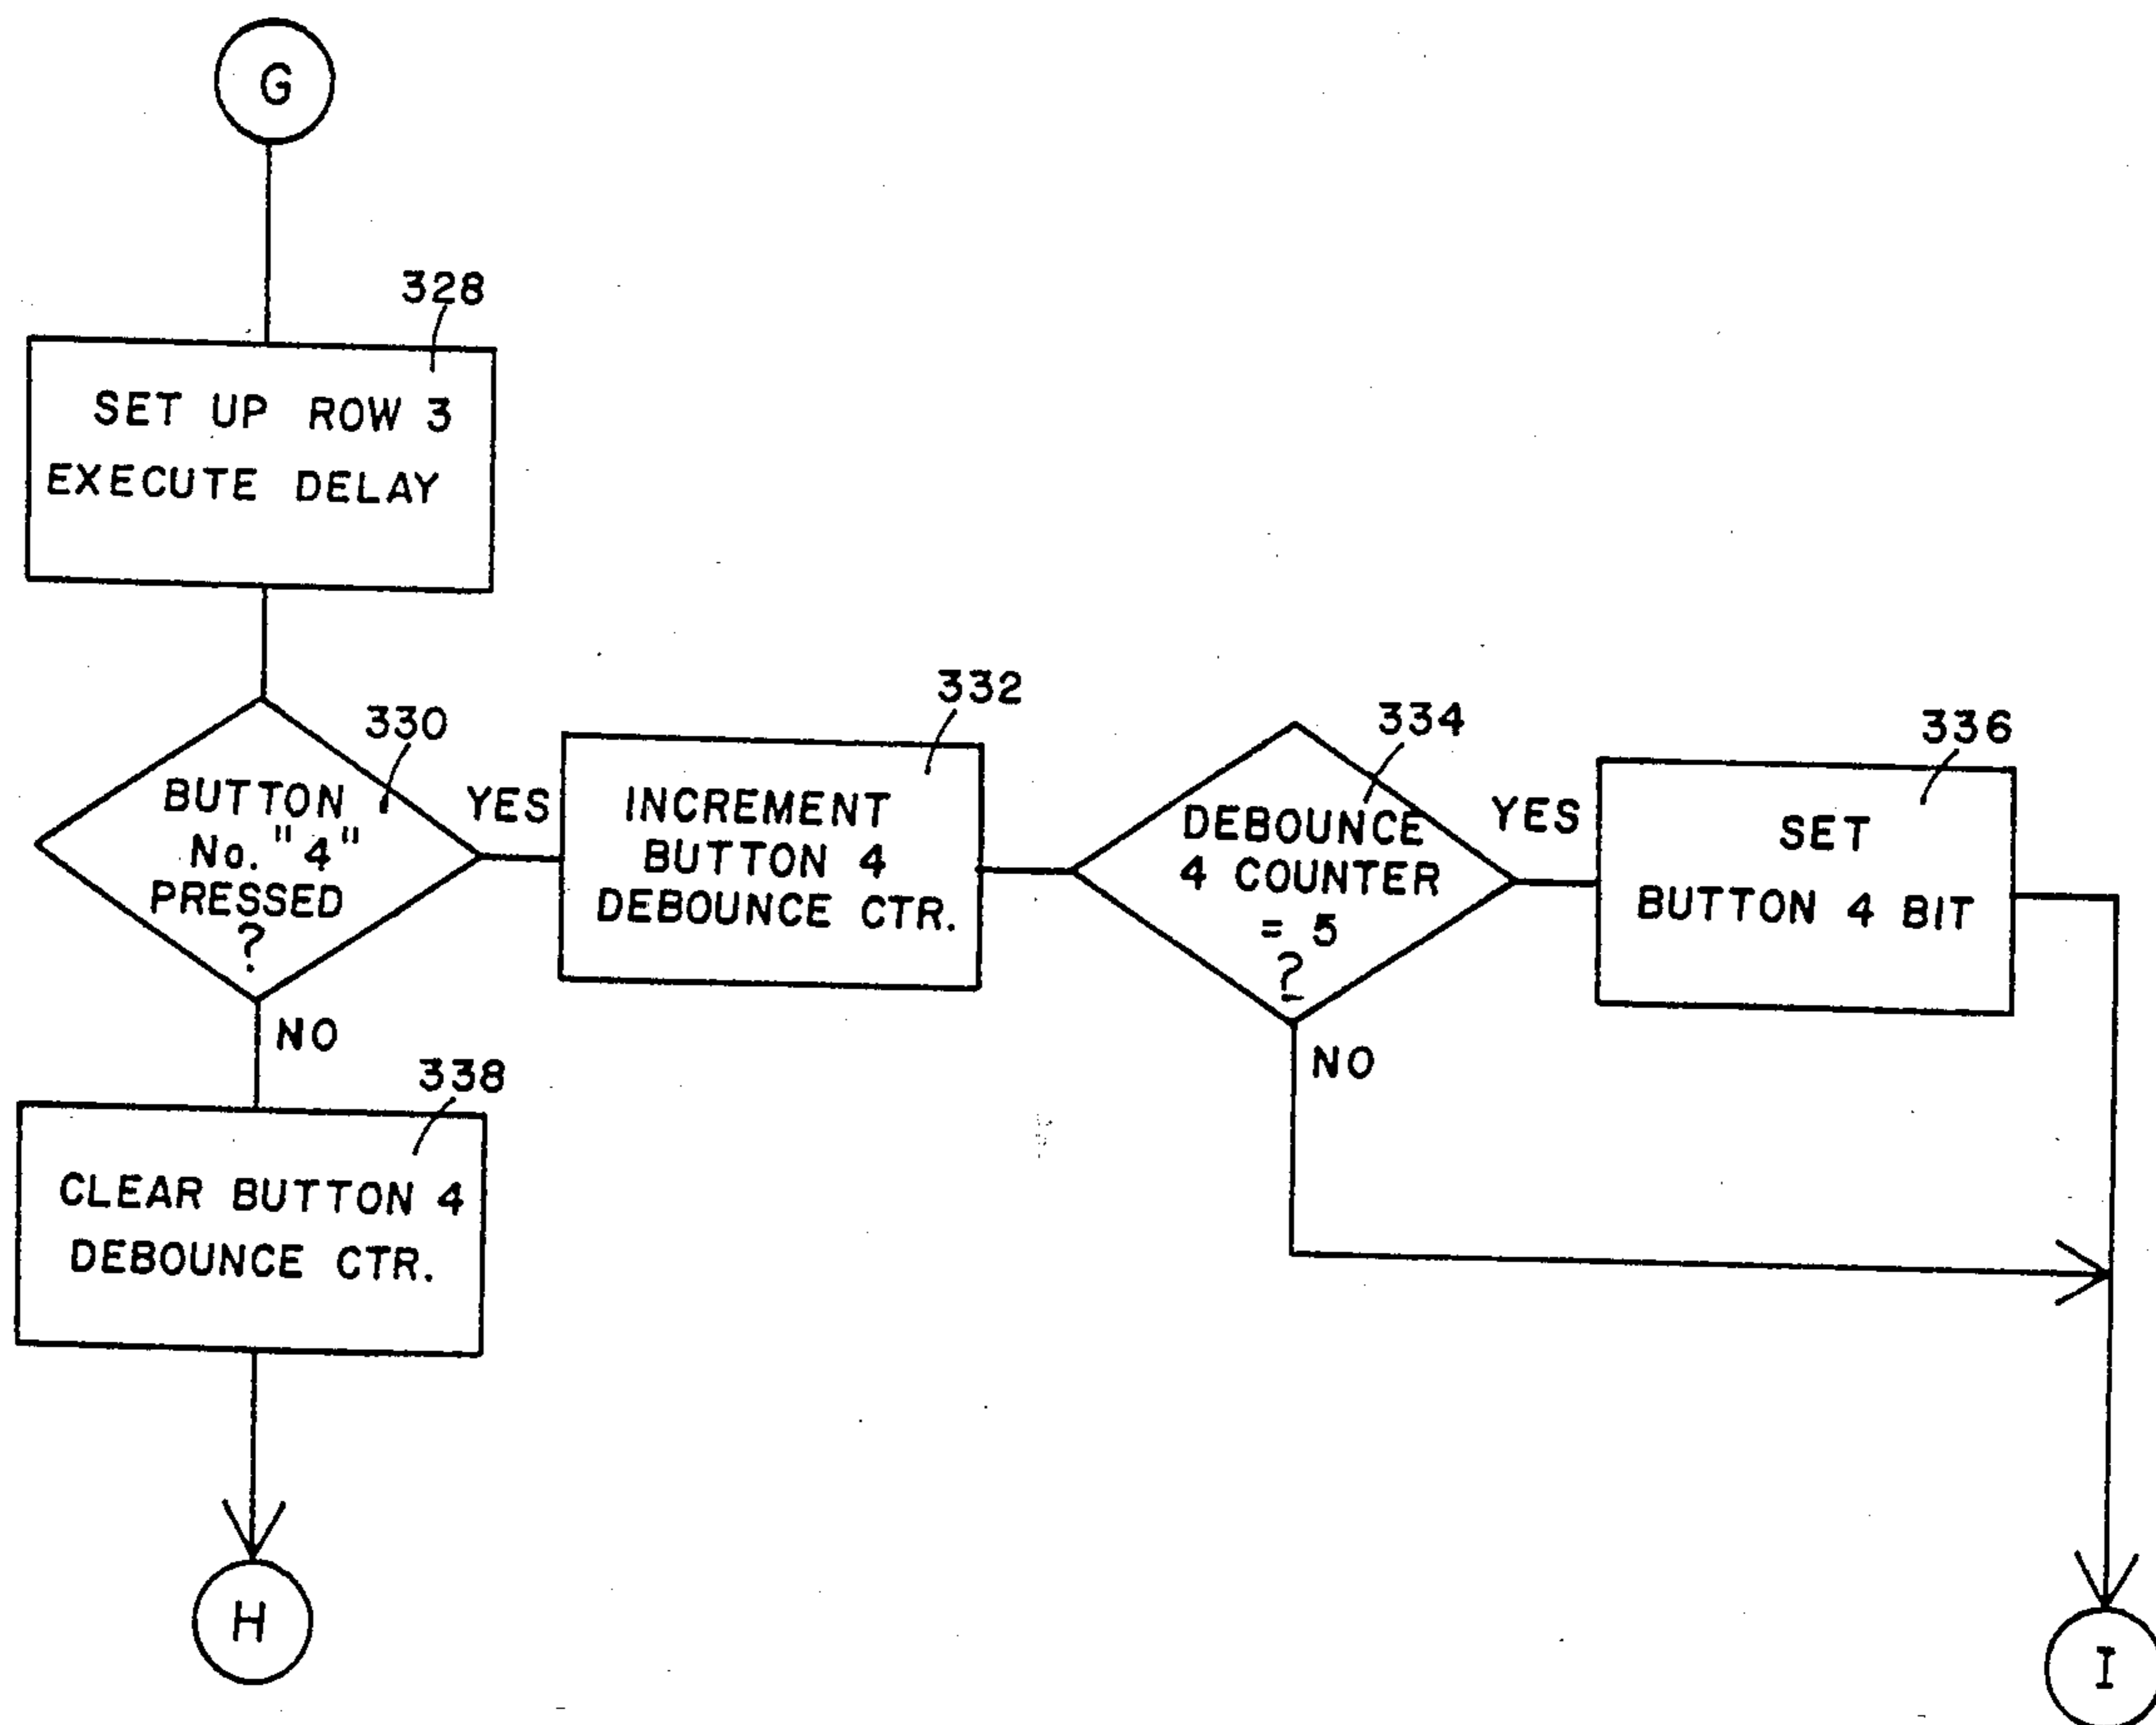 G
328
SET UP ROW 3
EXECUTE DELAY
330
BUTTON
No. "4"
PRESSED
?
YES
332
INCREMENT
BUTTON 4
DEBOUNCE CTR.
334
DEBOUNCE
4 COUNTER
= 5
?
YES
336
SET
BUTTON 4 BIT
NO
338
CLEAR BUTTON 4
DEBOUNCE CTR.
NO
H
I